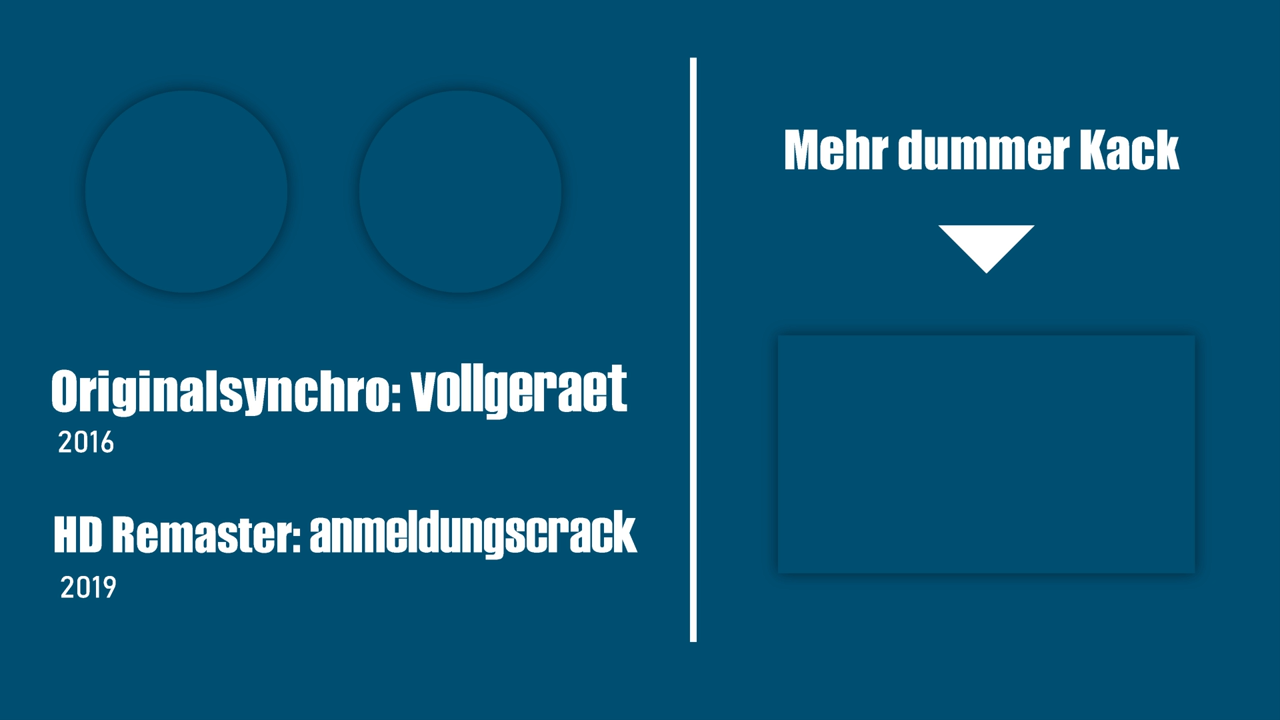 Originalsynchro: vollgeraet
2016
HD Remaster: anmeldungscrack
2019
Mehr dummer Kack